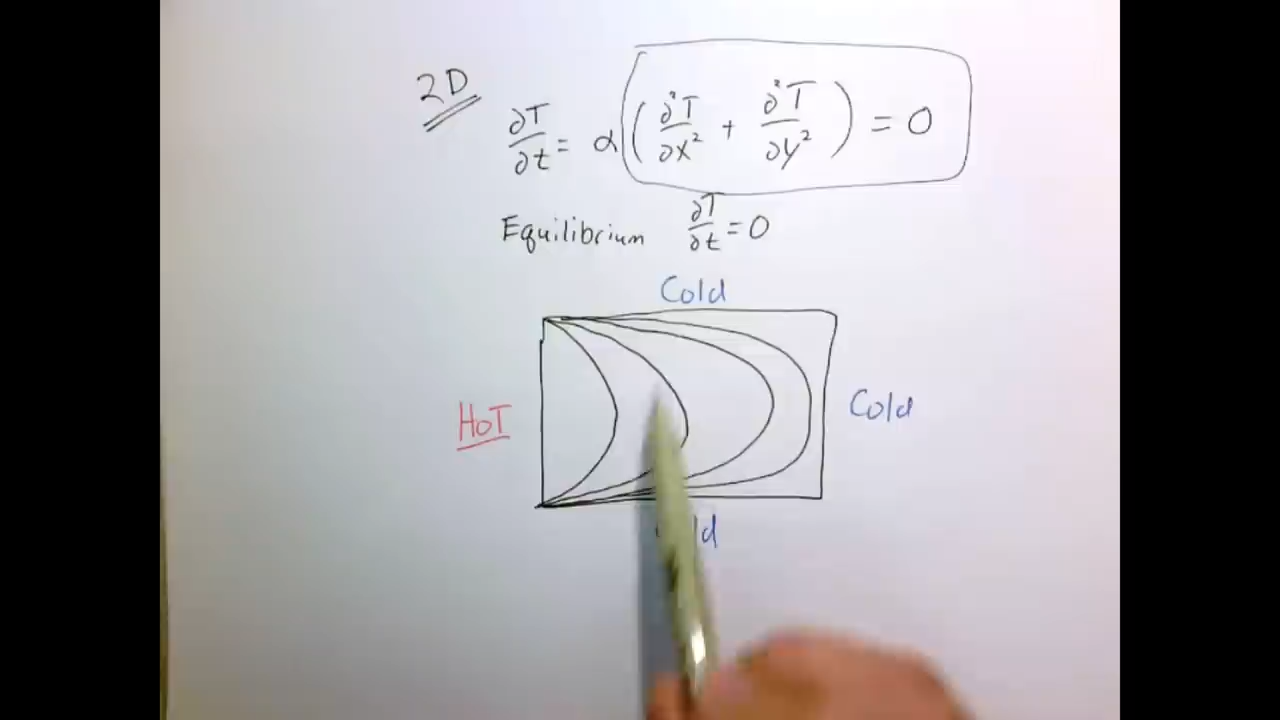 2D
∂T/∂t = α(∂²T/∂x² + ∂²T/∂y²) = 0
Equilibrium ∂T/∂t = 0
Cold
HOT
Cold